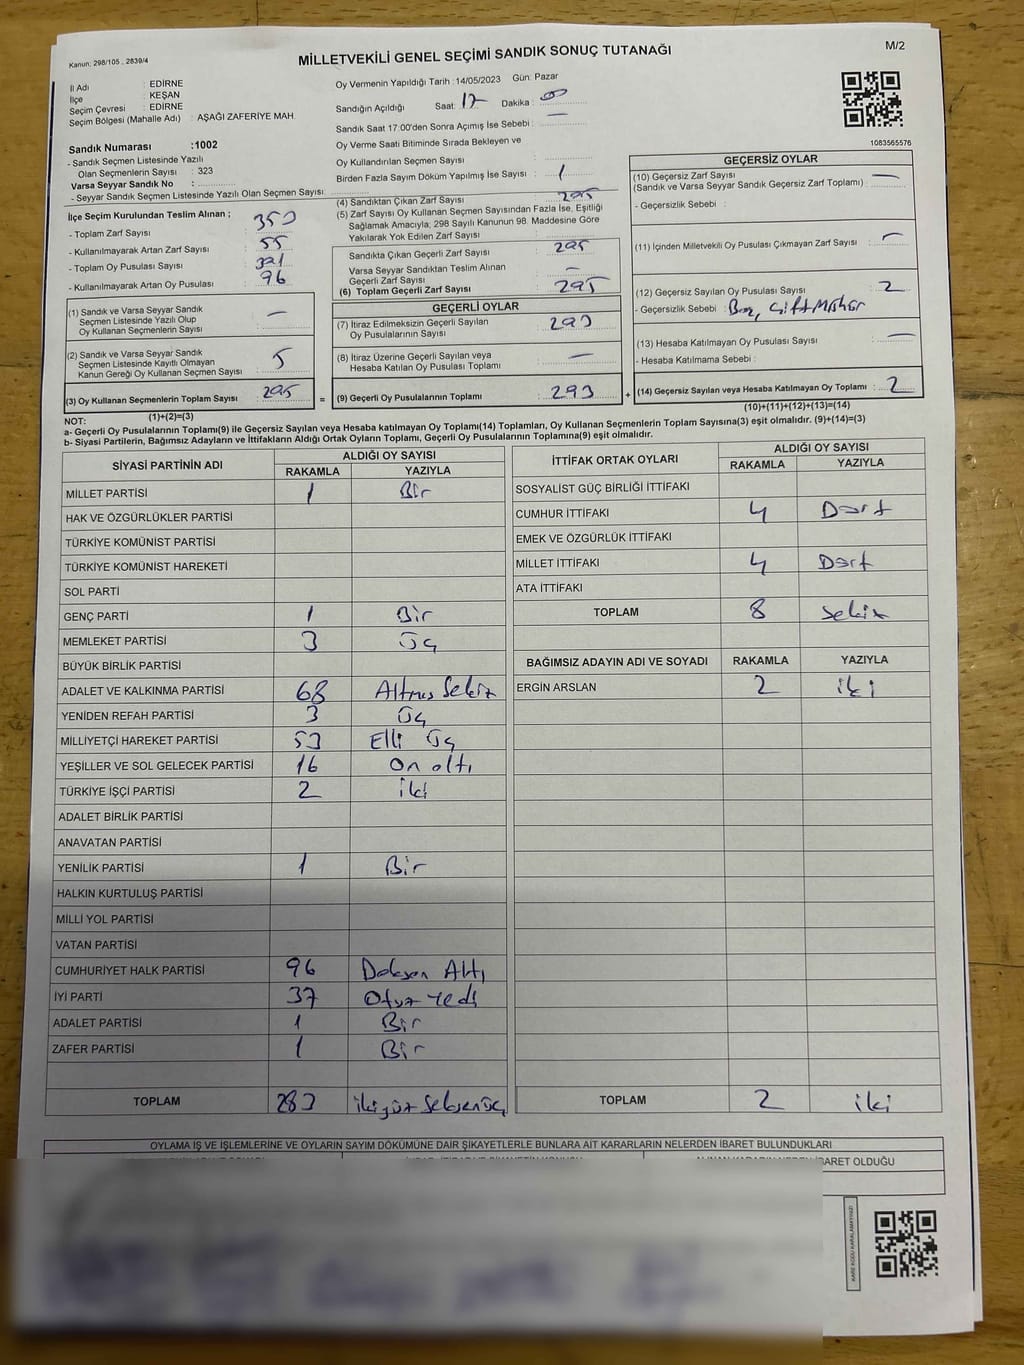 Kanun; 298/105 , 2839/4
MİLLETVEKİLİ GENEL SEÇİMİ SANDIK SONUÇ TUTANAĞI
M/2
İl Adı : EDİRNE
İlçe : KEŞAN
Seçim Çevresi : EDİRNE
Seçim Bölgesi (Mahalle Adı) : AŞAĞI ZAFERİYE MAH.
Oy Vermenin Yapıldığı Tarih : 14/05/2023 Gün: Pazar
Sandığın Açıldığı Saat: 17 Dakika : 00
Sandık Saat 17:00'den Sonra Açılmış İse Sebebi : —
Oy Verme Saati Bitiminde Sırada Bekleyen ve
Oy Kullandırılan Seçmen Sayısı :
Birden Fazla Sayım Döküm Yapılmış İse Sayısı : 1
1083565576
Sandık Numarası :1002
- Sandık Seçmen Listesinde Yazılı
Olan Seçmenlerin Sayısı : 323
Varsa Seyyar Sandık No :
- Seyyar Sandık Seçmen Listesinde Yazılı Olan Seçmen Sayısı:
İlçe Seçim Kurulundan Teslim Alınan ;
- Toplam Zarf Sayısı : 350
- Kullanılmayarak Artan Zarf Sayısı : 55
- Toplam Oy Pusulası Sayısı : 391
- Kullanılmayarak Artan Oy Pusulası : 96
(1) Sandık ve Varsa Seyyar Sandık
Seçmen Listesinde Yazılı Olup
Oy Kullanan Seçmenlerin Sayısı : —
(2) Sandık ve Varsa Seyyar Sandık
Seçmen Listesinde Kayıtlı Olmayan
Kanun Gereği Oy Kullanan Seçmen Sayısı : 5
(3) Oy Kullanan Seçmenlerin Toplam Sayısı : 295
(1)+(2)=(3)
(4) Sandıktan Çıkan Zarf Sayısı : 295
(5) Zarf Sayısı Oy Kullanan Seçmen Sayısından Fazla İse, Eşitliği
Sağlamak Amacıyla; 298 Sayılı Kanunun 98. Maddesine Göre
Yakılarak Yok Edilen Zarf Sayısı :
Sandıkta Çıkan Geçerli Zarf Sayısı : 295
Varsa Seyyar Sandıktan Teslim Alınan
Geçerli Zarf Sayısı : —
(6) Toplam Geçerli Zarf Sayısı : 295
GEÇERLİ OYLAR
(7) İtiraz Edilmeksizin Geçerli Sayılan
Oy Pusulalarının Sayısı : 293
(8) İtiraz Üzerine Geçerli Sayılan veya
Hesaba Katılan Oy Pusulası Toplamı : —
= (9) Geçerli Oy Pusulalarının Toplamı : 293 +
GEÇERSİZ OYLAR
(10) Geçersiz Zarf Sayısı : —
(Sandık ve Varsa Seyyar Sandık Geçersiz Zarf Toplamı)
- Geçersizlik Sebebi :
(11) İçinden Milletvekili Oy Pusulası Çıkmayan Zarf Sayısı : —
(12) Geçersiz Sayılan Oy Pusulası Sayısı : 2
- Geçersizlik Sebebi : Boş, Çift Mühür
(13) Hesaba Katılmayan Oy Pusulası Sayısı : —
- Hesaba Katılmama Sebebi :
(14) Geçersiz Sayılan veya Hesaba Katılmayan Oy Toplamı : 2
(10)+(11)+(12)+(13)=(14)
NOT:
a- Geçerli Oy Pusulaları Toplamı(9) ile Geçersiz Sayılan veya Hesaba Katılmayan Oy Toplamı(14) Toplamları, Oy Kullanan Seçmenlerin Toplam Sayısına(3) eşit olmalıdır. (9)+(14)=(3)
b- Siyasi Partilerin, Bağımsız Adayların ve İttifakların Aldığı Ortak Oyların Toplamı, Geçerli Oy Pusulalarının Toplamına(9) eşit olmalıdır.
SİYASİ PARTİNİN ADI ALDIĞI OY SAYISI
RAKAMLA YAZIYLA
MİLLET PARTİSİ 1 Bir
HAK VE ÖZGÜRLÜKLER PARTİSİ
TÜRKİYE KOMÜNİST PARTİSİ
TÜRKİYE KOMÜNİST HAREKETİ
SOL PARTİ
GENÇ PARTİ 1 Bir
MEMLEKET PARTİSİ 3 Üç
BÜYÜK BİRLİK PARTİSİ
ADALET VE KALKINMA PARTİSİ 68 Altmış Sekiz
YENİDEN REFAH PARTİSİ 3 Üç
MİLLİYETÇİ HAREKET PARTİSİ 53 Elli Üç
YEŞİLLER VE SOL GELECEK PARTİSİ 16 On altı
TÜRKİYE İŞÇİ PARTİSİ 2 iki
ADALET BİRLİK PARTİSİ
ANAVATAN PARTİSİ
YENİLİK PARTİSİ 1 Bir
HALKIN KURTULUŞ PARTİSİ
MİLLİ YOL PARTİSİ
VATAN PARTİSİ
CUMHURİYET HALK PARTİSİ 96 Doksan Altı
İYİ PARTİ 37 Otuz Yedi
ADALET PARTİSİ 1 Bir
ZAFER PARTİSİ 1 Bir
TOPLAM 283 ikiyüz Seksenüç
İTTİFAK ORTAK OYLARI ALDIĞI OY SAYISI
RAKAMLA YAZIYLA
SOSYALİST GÜÇ BİRLİĞİ İTTİFAKI
CUMHUR İTTİFAKI 4 Dört
EMEK VE ÖZGÜRLÜK İTTİFAKI
MİLLET İTTİFAKI 4 Dört
ATA İTTİFAKI
TOPLAM 8 sekiz
BAĞIMSIZ ADAYIN ADI VE SOYADI RAKAMLA YAZIYLA
ERGİN ARSLAN 2 iki
TOPLAM 2 iki
OYLAMA İŞ VE İŞLEMLERİNE VE OYLARIN SAYIM DÖKÜMÜNE DAİR ŞİKAYETLERLE BUNLARA AİT KARARLARIN NELERDEN İBARET BULUNDUKLARI
İBARET OLDUĞU
KARE KODU KARALAMAYINIZ!